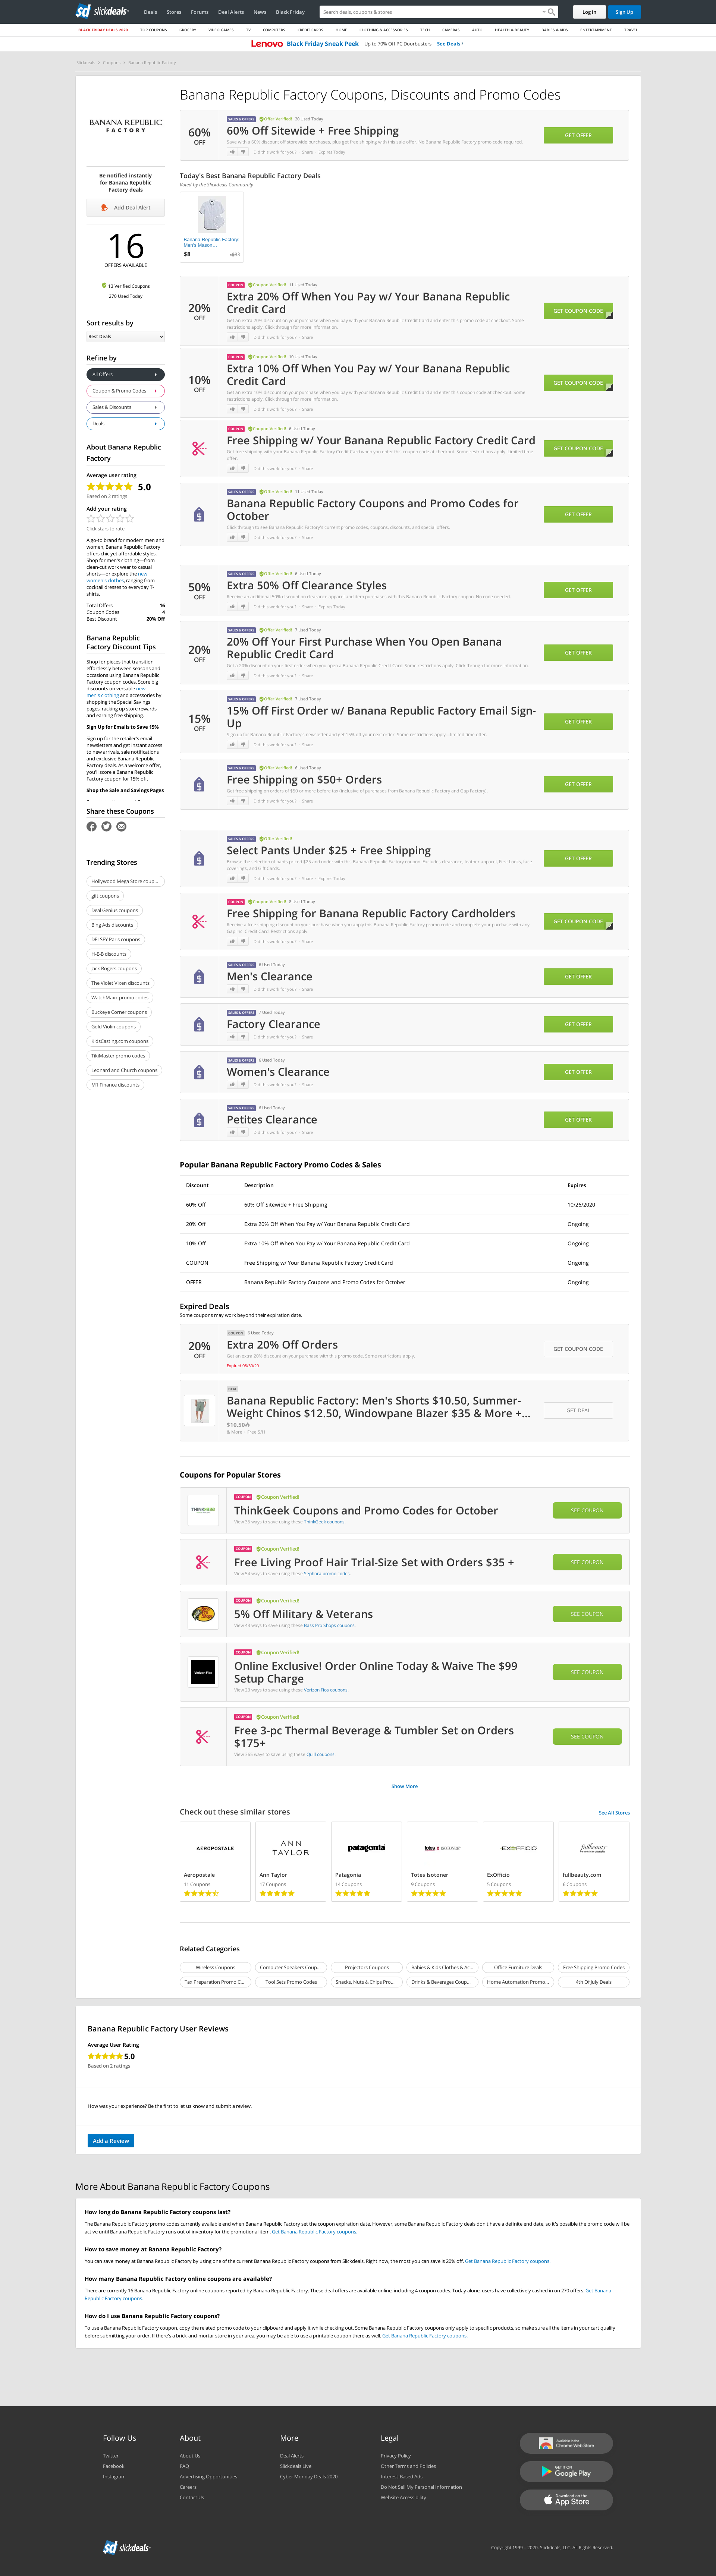 slickdeals
Deals
Stores
Forums
Deal Alerts
News
Black Friday
Search deals, coupons & stores
Log In
Sign Up
BLACK FRIDAY DEALS 2020
TOP COUPONS
GROCERY
VIDEO GAMES
TV
COMPUTERS
CREDIT CARDS
HOME
CLOTHING & ACCESSORIES
TECH
CAMERAS
AUTO
HEALTH & BEAUTY
BABIES & KIDS
ENTERTAINMENT
TRAVEL
Lenovo Black Friday Sneak Peek Up to 70% Off PC Doorbusters See Deals >
Slickdeals > Coupons > Banana Republic Factory
BANANA REPUBLIC
FACTORY
Be notified instantly
for Banana Republic
Factory deals
Add Deal Alert
16
OFFERS AVAILABLE
13 Verified Coupons
270 Used Today
Sort results by
Best Deals
Refine by
All Offers
Coupon & Promo Codes
Sales & Discounts
Deals
About Banana Republic
Factory
Average user rating
5.0
Based on 2 ratings
Add your rating
Click stars to rate
A go-to brand for modern men and
women, Banana Republic Factory
offers chic yet affordable styles.
Shop for men's clothing—from
clean-cut work wear to casual
shorts—or explore the new
women's clothes, ranging from
cocktail dresses to everyday T-
shirts.
Total Offers 16
Coupon Codes 4
Best Discount 20% Off
Banana Republic
Factory Discount Tips
Shop for pieces that transition
effortlessly between seasons and
occasions using Banana Republic
Factory coupon codes. Score big
discounts on versatile new
men's clothing and accessories by
shopping the Special Savings
pages, racking up store rewards
and earning free shipping.
Sign Up for Emails to Save 15%
Sign up for the retailer's email
newsletters and get instant access
to new arrivals, sale notifications
and exclusive Banana Republic
Factory deals. As a welcome offer,
you'll score a Banana Republic
Factory coupon for 15% off.
Shop the Sale and Savings Pages
Share these Coupons
Trending Stores
Hollywood Mega Store coup...
gift coupons
Deal Genius coupons
Bing Ads discounts
DELSEY Paris coupons
H-E-B discounts
Jack Rogers coupons
The Violet Vixen discounts
WatchMaxx promo codes
Buckeye Corner coupons
Gold Violin coupons
KidsCasting.com coupons
TikiMaster promo codes
Leonard and Church coupons
M1 Finance discounts
Banana Republic Factory Coupons, Discounts and Promo Codes
60%
OFF
SALES & OFFERS Offer Verified! 20 Used Today
60% Off Sitewide + Free Shipping
Save with a 60% discount off storewide purchases, plus get free shipping with this sale offer. No Banana Republic Factory promo code required.
Did this work for you? Share Expires Today
GET OFFER
Today's Best Banana Republic Factory Deals
Voted by the Slickdeals Community
Banana Republic Factory:
Men's Mason...
$8
20%
OFF
COUPON Coupon Verified! 11 Used Today
Extra 20% Off When You Pay w/ Your Banana Republic
Credit Card
Get an extra 20% discount on your purchase when you pay with your Banana Republic Credit Card and enter this promo code at checkout. Some
restrictions apply. Click through for more information.
Did this work for you? Share
GET COUPON CODE
10%
OFF
COUPON Coupon Verified! 10 Used Today
Extra 10% Off When You Pay w/ Your Banana Republic
Credit Card
Get an extra 10% discount on your purchase when you pay with your Banana Republic Credit Card and enter this coupon code at checkout. Some
restrictions apply. Click through for more information.
Did this work for you? Share
GET COUPON CODE
COUPON Coupon Verified! 6 Used Today
Free Shipping w/ Your Banana Republic Factory Credit Card
Get free shipping with your Banana Republic Factory Credit Card when you enter this coupon code at checkout. Some restrictions apply. Limited time
offer.
Did this work for you? Share
GET COUPON CODE
SALES & OFFERS Offer Verified! 11 Used Today
Banana Republic Factory Coupons and Promo Codes for
October
Click through to see Banana Republic Factory's current promo codes, coupons, discounts, and special offers.
Did this work for you? Share
GET OFFER
50%
OFF
SALES & OFFERS Offer Verified! 6 Used Today
Extra 50% Off Clearance Styles
Receive an additional 50% discount on clearance apparel and item purchases with this Banana Republic Factory coupon. No code needed.
Did this work for you? Share Expires Today
GET OFFER
20%
OFF
SALES & OFFERS Offer Verified! 7 Used Today
20% Off Your First Purchase When You Open Banana
Republic Credit Card
Get a 20% discount on your first order when you open a Banana Republic Credit Card. Some restrictions apply. Click through for more information
Did this work for you? Share
GET OFFER
15%
OFF
SALES & OFFERS Offer Verified! 7 Used Today
15% Off First Order w/ Banana Republic Factory Email Sign-
Up
Sign up for Banana Republic Factory's newsletter and get 15% off your next order. Some restrictions apply—limited time offer.
Did this work for you? Share
GET OFFER
SALES & OFFERS Offer Verified! 6 Used Today
Free Shipping on $50+ Orders
Get free shipping on orders of $50 or more before tax (inclusive of purchases from Banana Republic Factory and Gap Factory).
Did this work for you? Share
GET OFFER
SALES & OFFERS Offer Verified!
Select Pants Under $25 + Free Shipping
Browse the selection of pants priced $25 and under with this Banana Republic Factory coupon. Excludes clearance, leather apparel, first looks, face
coverings, and Gift Cards.
Did this work for you? Share Expires Today
GET OFFER
COUPON Coupon Verified! 8 Used Today
Free Shipping for Banana Republic Factory Cardholders
Receive a free shipping discount on your purchase when you apply this Banana Republic Factory promo code and complete your purchase with any
Gap Inc. Credit Card. Restrictions apply.
Did this work for you? Share
GET COUPON CODE
SALES & OFFERS 6 Used Today
Men's Clearance
Did this work for you? Share
GET OFFER
SALES & OFFERS 7 Used Today
Factory Clearance
Did this work for you? Share
GET OFFER
SALES & OFFERS 6 Used Today
Women's Clearance
Did this work for you? Share
GET OFFER
SALES & OFFERS 6 Used Today
Petites Clearance
Did this work for you? Share
GET OFFER
Popular Banana Republic Factory Promo Codes & Sales
Discount Description Expires
60% Off 60% Off Sitewide + Free Shipping 10/26/2020
20% Off Extra 20% Off When You Pay w/ Your Banana Republic Credit Card Ongoing
10% Off Extra 10% Off When You Pay w/ Your Banana Republic Credit Card Ongoing
COUPON Free Shipping w/ Your Banana Republic Factory Credit Card Ongoing
OFFER Banana Republic Factory Coupons and Promo Codes for October Ongoing
Expired Deals
Some coupons may work beyond their expiration date.
20%
OFF
COUPON 6 Used Today
Extra 20% Off Orders
Get an extra 20% discount on your purchase with this promo code. Some restrictions apply.
Expired 08/30/20
GET COUPON CODE
DEAL
Banana Republic Factory: Men's Shorts $10.50, Summer-
Weight Chinos $12.50, Windowpane Blazer $35 & More +...
$10.50
& More + Free S/H
GET DEAL
Coupons for Popular Stores
THINKGEEK
COUPON Coupon Verified!
ThinkGeek Coupons and Promo Codes for October
View 35 ways to save using these ThinkGeek coupons.
SEE COUPON
COUPON Coupon Verified!
Free Living Proof Hair Trial-Size Set with Orders $35 +
View 54 ways to save using these Sephora promo codes.
SEE COUPON
COUPON Coupon Verified!
5% Off Military & Veterans
View 43 ways to save using these Bass Pro Shops coupons
SEE COUPON
COUPON Coupon Verified!
Online Exclusive! Order Online Today & Waive The $99
Setup Charge
View 23 ways to save using these Verizon Fios coupons.
SEE COUPON
COUPON Coupon Verified!
Free 3-pc Thermal Beverage & Tumbler Set on Orders
$175+
View 365 ways to save using these Quill coupons.
SEE COUPON
Show More
Check out these similar stores
See All Stores
AÉROPOSTALE
Aeropostale
11 Coupons
ANN
TAYLOR
Ann Taylor
17 Coupons
patagonia
Patagonia
14 Coupons
Totes Isotoner
9 Coupons
EXOFFICIO
ExOfficio
5 Coupons
fullbeauty
fullbeauty.com
6 Coupons
Related Categories
Wireless Coupons
Computer Speakers Coup...
Projectors Coupons
Babies & Kids Clothes & Ac...
Office Furniture Deals
Free Shipping Promo Codes
Tax Preparation Promo C...
Tool Sets Promo Codes
Snacks, Nuts & Chips Pro...
Drinks & Beverages Coup...
Home Automation Promo...
4th Of July Deals
Banana Republic Factory User Reviews
Average User Rating
5.0
Based on 2 ratings
How was your experience? Be the first to let us know and submit a review.
Add a Review
More About Banana Republic Factory Coupons
How long do Banana Republic Factory coupons last?
The Banana Republic Factory promo codes currently available end when Banana Republic Factory set the coupon expiration date. However, some Banana Republic Factory deals don't have a definite end date, so it's possible the promo code will be
active until Banana Republic Factory runs out of inventory for the promotional item. Get Banana Republic Factory coupons.
How to save money at Banana Republic Factory?
You can save money at Banana Republic Factory by using one of the current Banana Republic Factory coupons from Slickdeals. Right now, the most you can save is 20% off. Get Banana Republic Factory coupons.
How many Banana Republic Factory online coupons are available?
There are currently 16 Banana Republic Factory online coupons reported by Banana Republic Factory. These deal offers are available online, including 4 coupon codes. Today alone, users have collectively cashed in on 270 offers. Get Banana
Republic Factory coupons.
How do I use Banana Republic Factory coupons?
To use a Banana Republic Factory coupon, copy the related promo code to your clipboard and apply it while checking out. Some Banana Republic Factory coupons only apply to specific products, so make sure all the items in your cart qualify
before submitting your order. If there's a brick-and-mortar store in your area, you may be able to use a printable coupon there as well. Get Banana Republic Factory coupons.
Follow Us
Twitter
Facebook
Instagram
About
About Us
FAQ
Advertising Opportunities
Careers
Contact Us
More
Deal Alerts
Slickdeals Live
Cyber Monday Deals 2020
Legal
Privacy Policy
Other Terms and Policies
Interest-Based Ads
Do Not Sell My Personal Information
Website Accessibility
Available in the
Chrome Web Store
GET IT ON
Google Play
Download on the
App Store
slickdeals
Copyright 1999 - 2020. Slickdeals, LLC. All Rights Reserved.